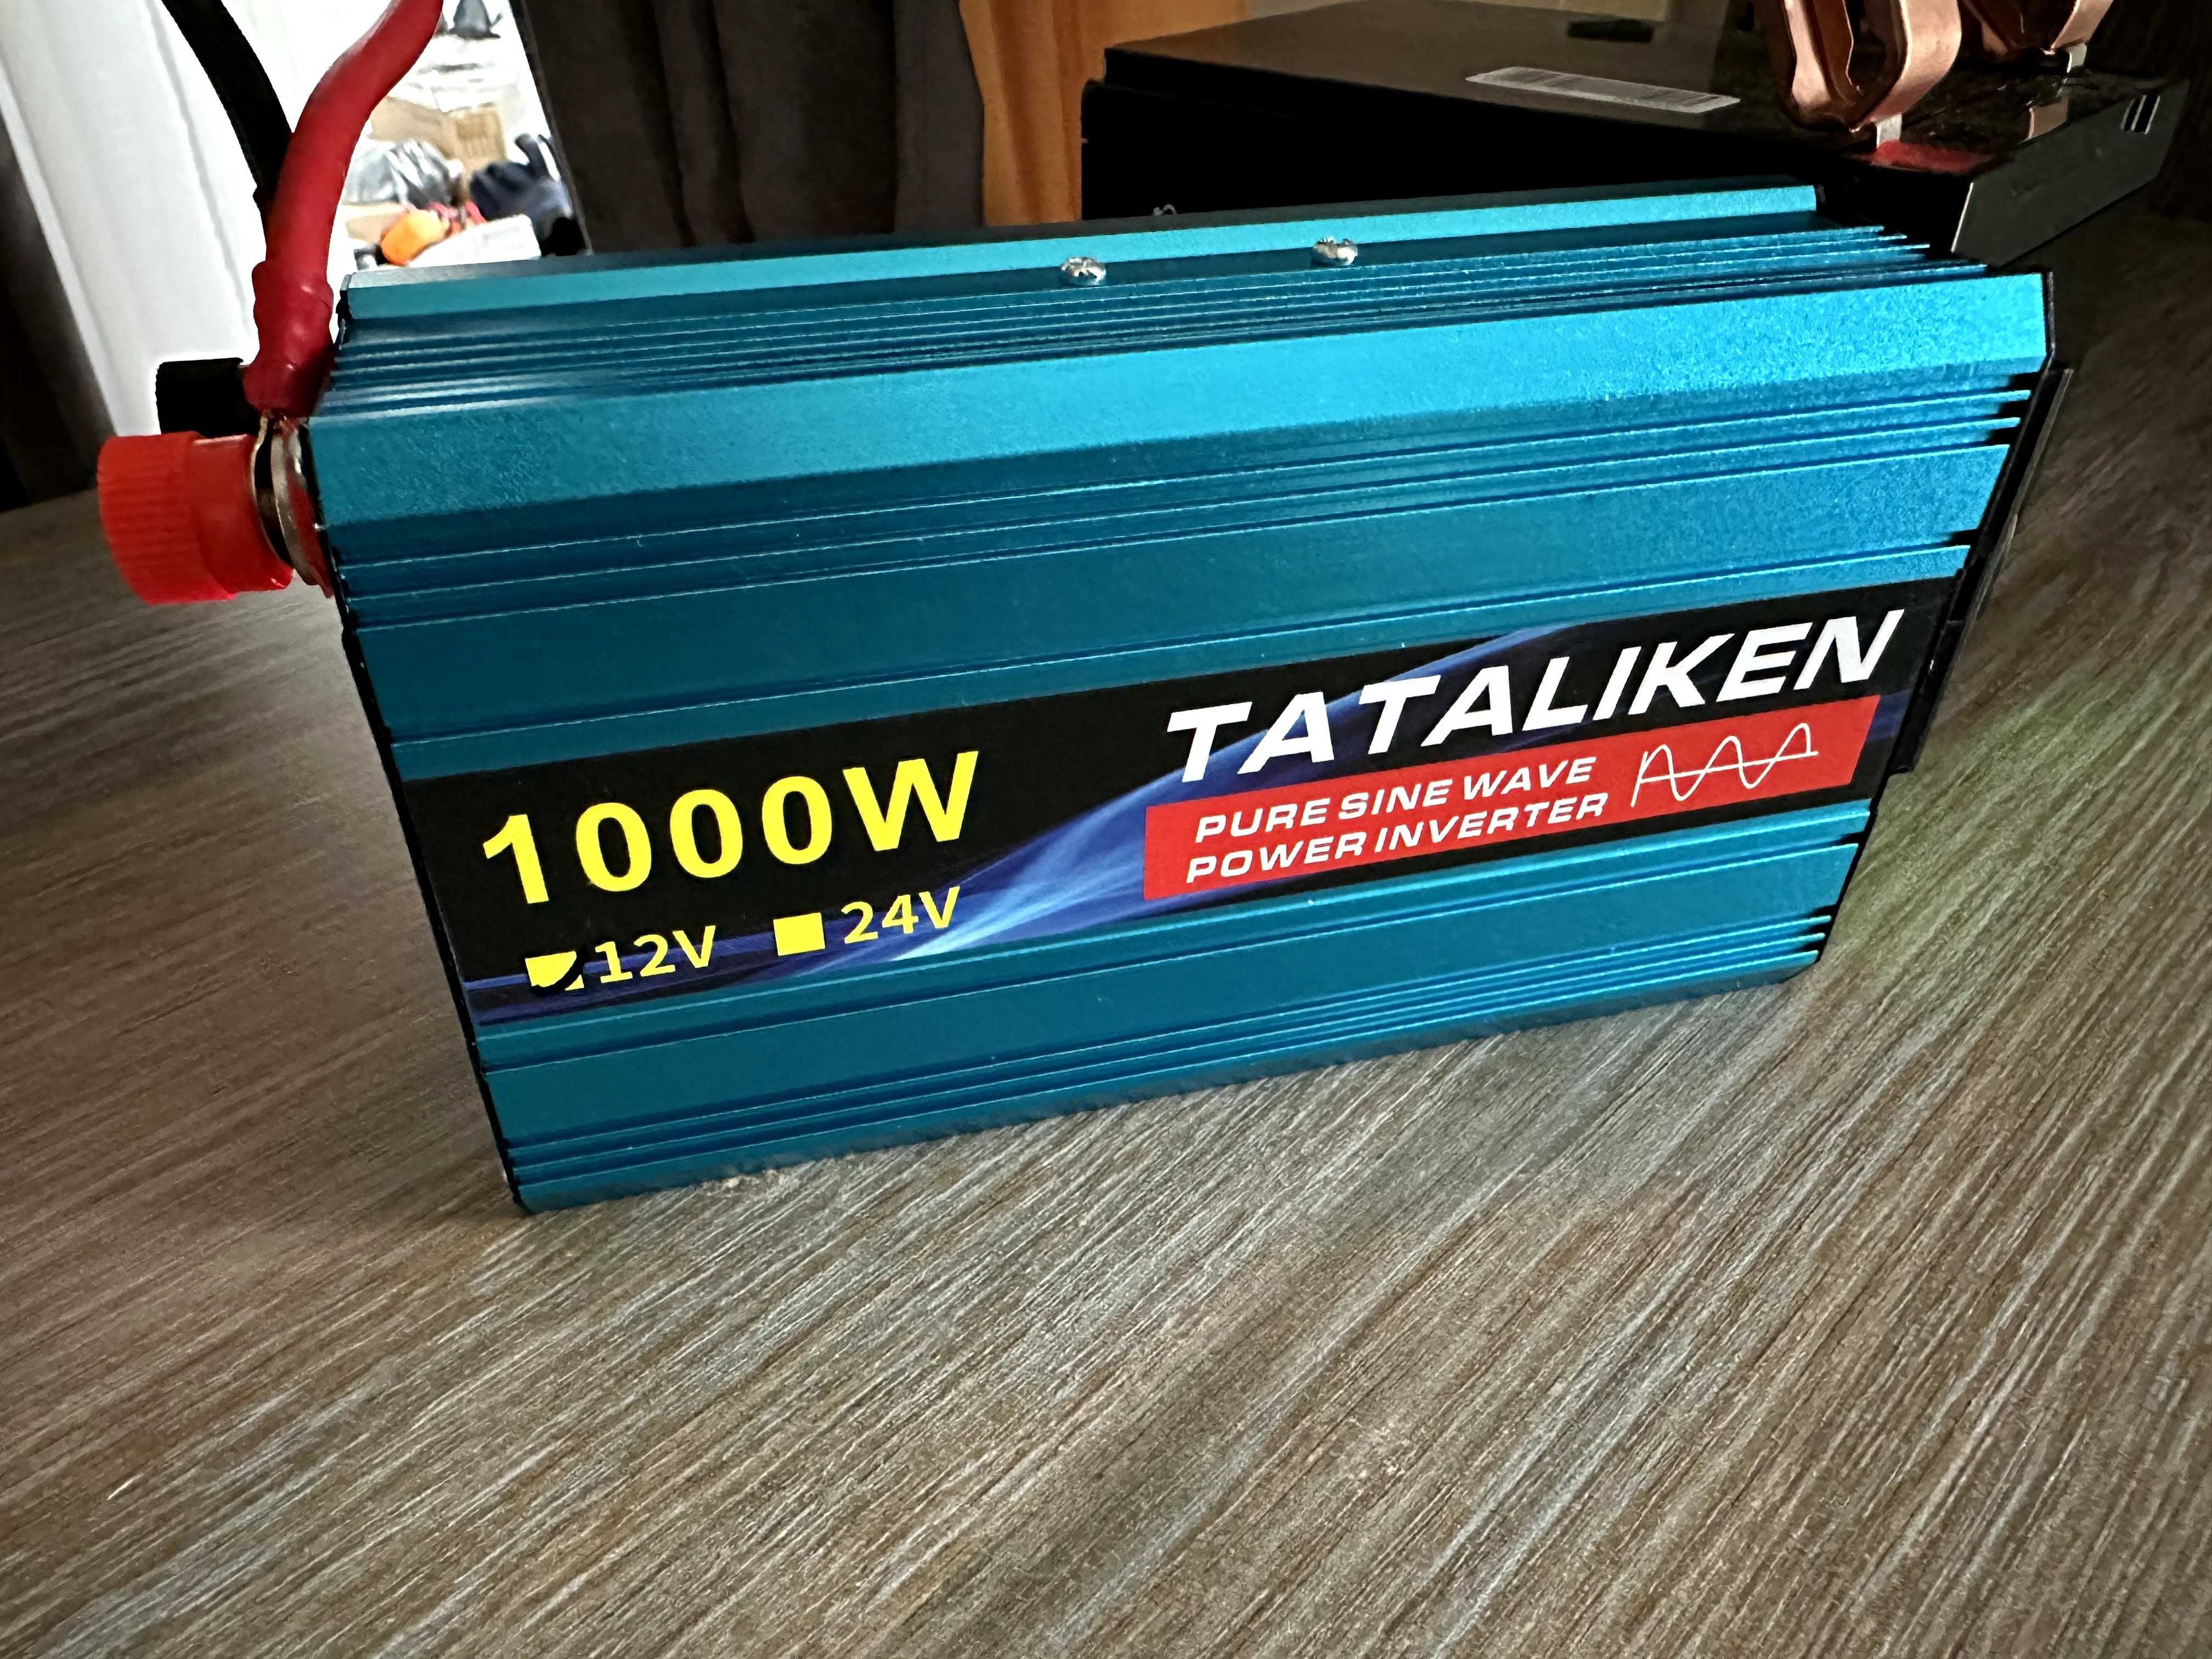 TATALIKEN
PURE SINE WAVE
POWER INVERTER
1000W
12V 24V